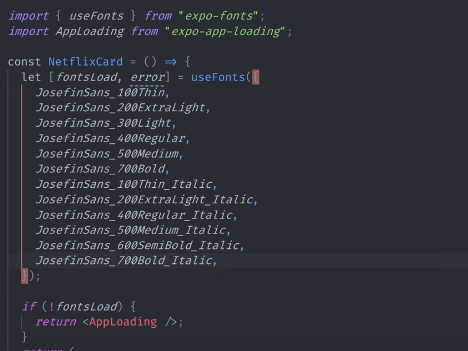 import { useFonts } from "expo-fonts";
import AppLoading from "expo-app-loading";
const NetflixCard = () => {
let [fontsLoad, error] = useFonts({
JosefinSans_100Thin,
JosefinSans_200ExtraLight,
JosefinSans_300Light,
JosefinSans_400Regular,
JosefinSans_500Medium,
JosefinSans_700Bold,
JosefinSans_100Thin_Italic,
JosefinSans_200ExtraLight_Italic,
JosefinSans_400Regular_Italic,
JosefinSans_500Medium_Italic,
JosefinSans_600SemiBold_Italic,
JosefinSans_700Bold_Italic,
});
if (!fontsLoad) {
return <AppLoading />;
}
return (